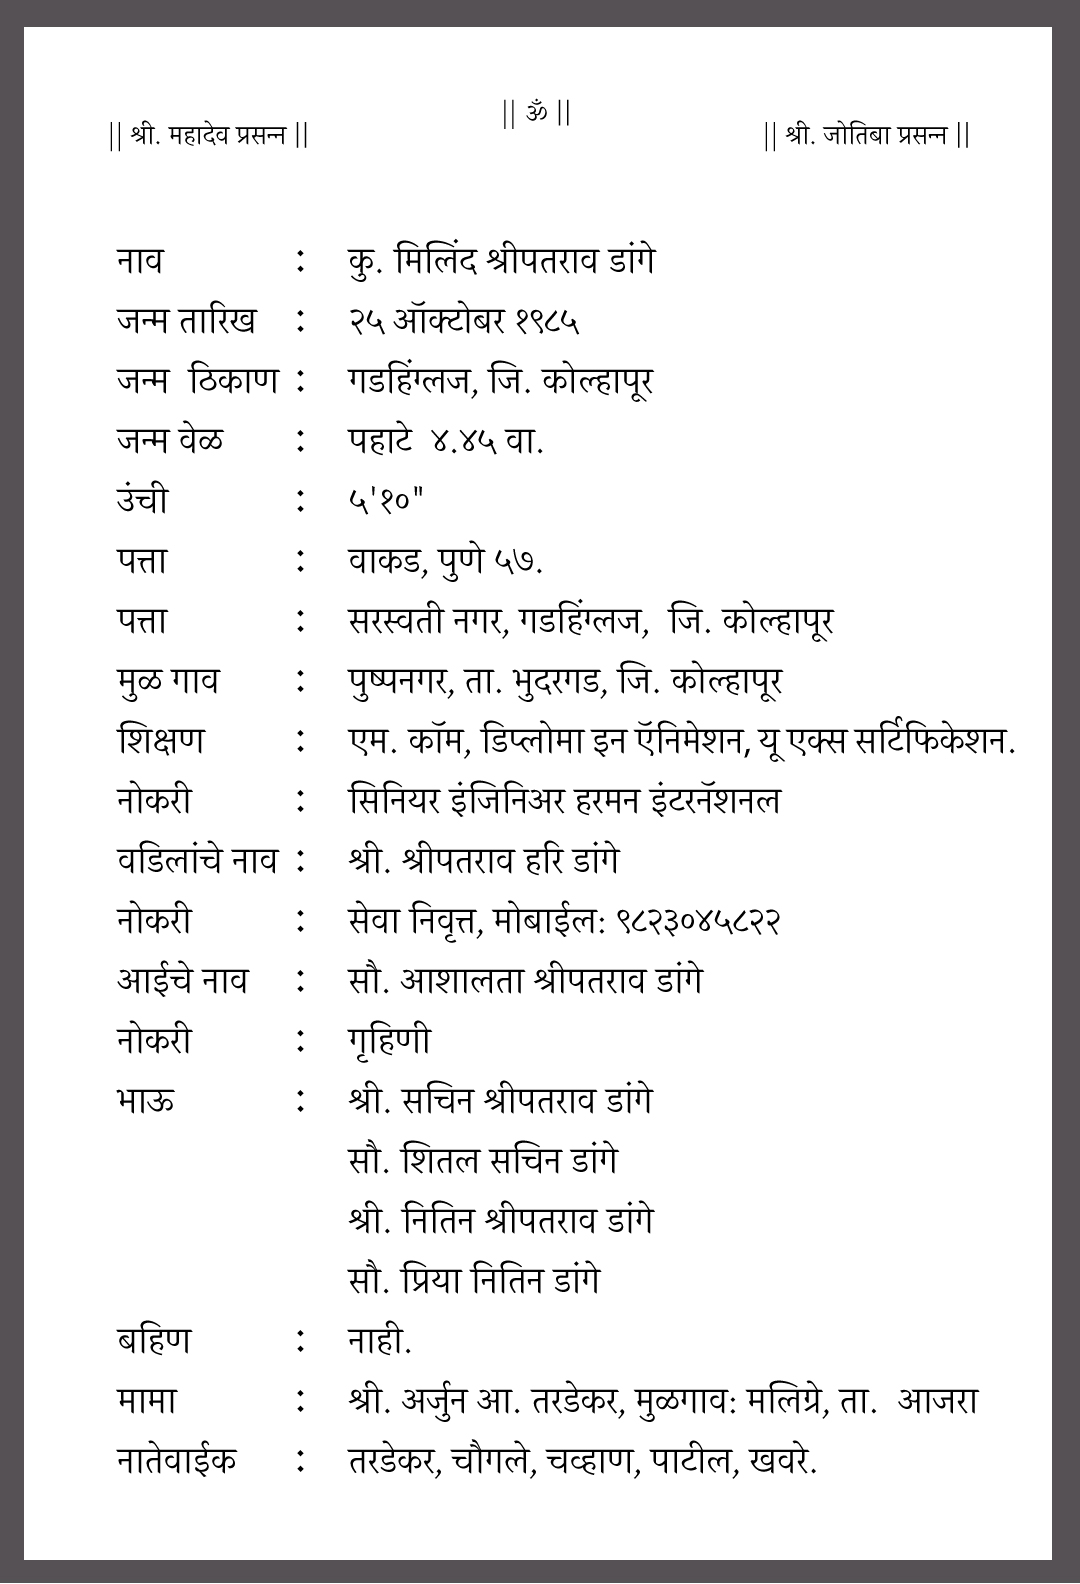 || ॐ ||
|| श्री. महादेव प्रसन्न || || श्री. जोतिबा प्रसन्न ||
नाव : कु. मिलिंद श्रीपतराव डांगे
जन्म तारिख : २५ ऑक्टोबर १९८५
जन्म ठिकाण : गडहिंग्लज, जि. कोल्हापूर
जन्म वेळ : पहाटे ४.४५ वा.
उंची : ५'१०"
पत्ता : वाकड, पुणे ५७.
पत्ता : सरस्वती नगर, गडहिंग्लज, जि. कोल्हापूर
मुळ गाव : पुष्पनगर, ता. भुदरगड, जि. कोल्हापूर
शिक्षण : एम. कॉम, डिप्लोमा इन ऍनिमेशन, यू एक्स सर्टिफिकेशन.
नोकरी : सिनियर इंजिनिअर हरमन इंटरनॅशनल
वडिलांचे नाव : श्री. श्रीपतराव हरि डांगे
नोकरी : सेवा निवृत्त, मोबाईल: ९८२३०४५८२२
आईचे नाव : सौ. आशालता श्रीपतराव डांगे
नोकरी : गृहिणी
भाऊ : श्री. सचिन श्रीपतराव डांगे
सौ. शितल सचिन डांगे
श्री. नितिन श्रीपतराव डांगे
सौ. प्रिया नितिन डांगे
बहिण : नाही.
मामा : श्री. अर्जुन आ. तरडेकर, मुळगाव: मलिग्रे, ता. आजरा
नातेवाईक : तरडेकर, चौगले, चव्हाण, पाटील, खवरे.